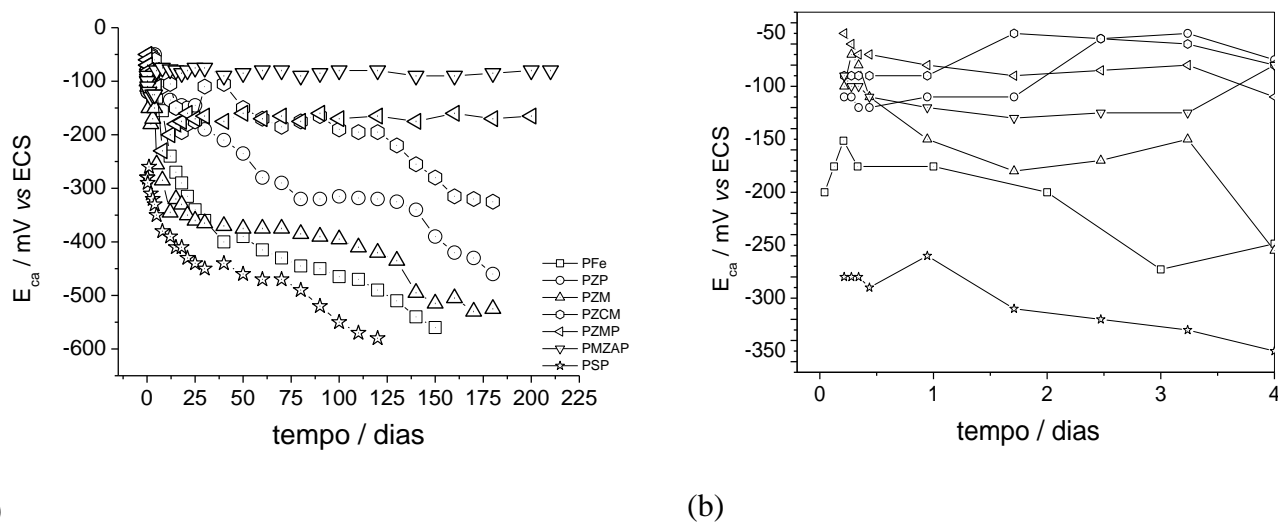 0
-100
-200
-300
-400
-500
-600
E_ca / mV vs ECS
0 25 50 75 100 125 150 175 200 225
tempo / dias
PFe
PZP
PZM
PZCM
PZMP
PMZAP
PSP
)
-50
-100
-150
-200
-250
-300
-350
E_ca / mV vs ECS
0 1 2 3 4
tempo / dias
(b)